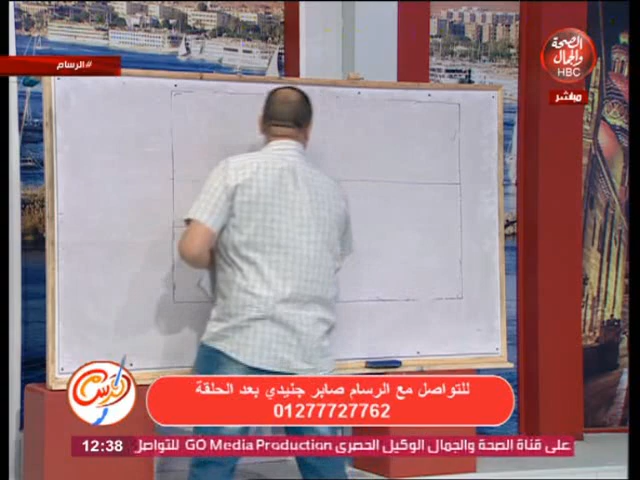 الصحة
والجمال
HBC
مباشر
#الرسام
للتواصل مع الرسام صابر جنيدي بعد الحلقة
01277727762
12:38
على قناة الصحة والجمال الوكيل الحصرى GO Media Production للتواصل